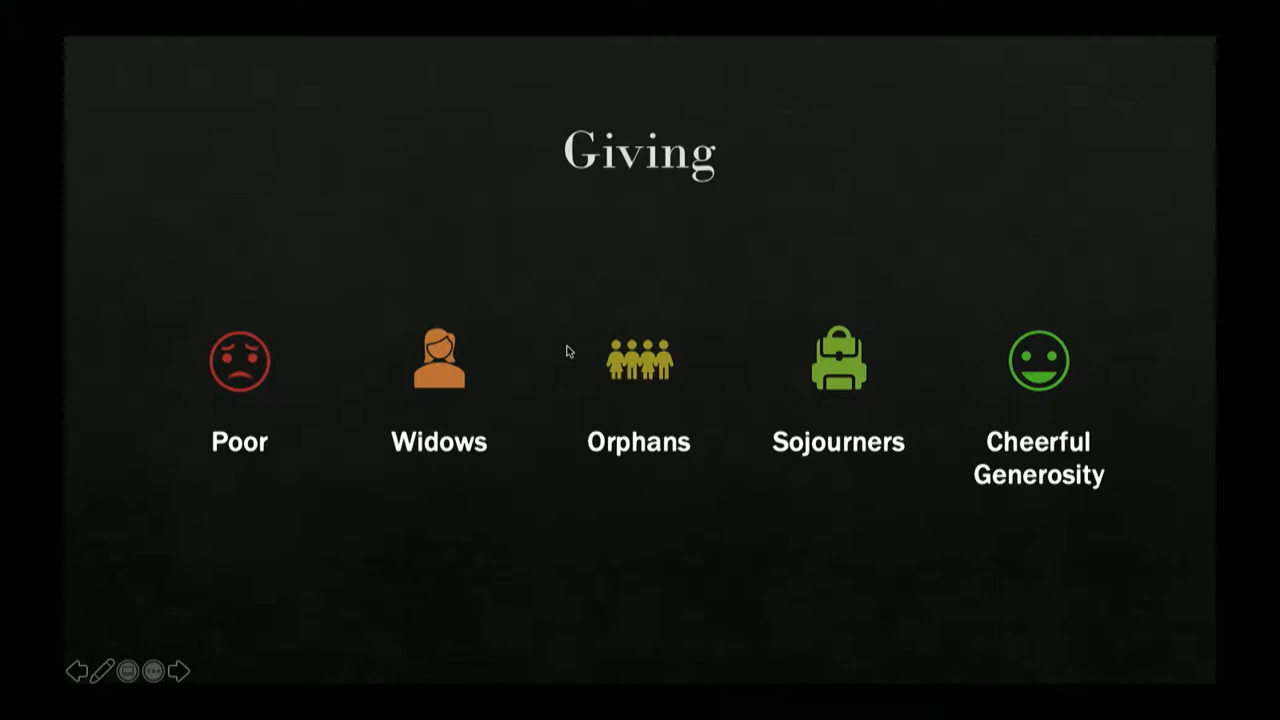 Giving
Poor
Widows
Orphans
Sojourners
Cheerful
Generosity